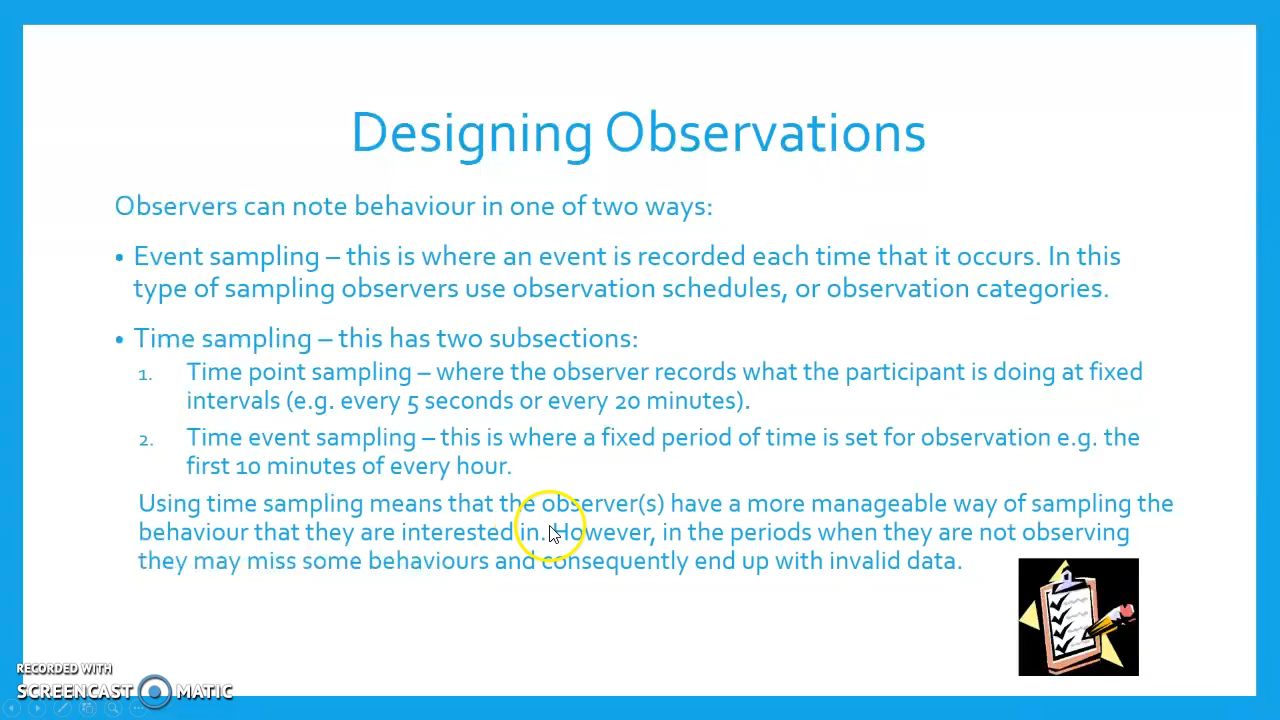 Designing Observations
Observers can note behaviour in one of two ways:
• Event sampling – this is where an event is recorded each time that it occurs. In this
type of sampling observers use observation schedules, or observation categories.
• Time sampling – this has two subsections:
1. Time point sampling – where the observer records what the participant is doing at fixed
intervals (e.g. every 5 seconds or every 20 minutes).
2. Time event sampling – this is where a fixed period of time is set for observation e.g. the
first 10 minutes of every hour.
Using time sampling means that the observer(s) have a more manageable way of sampling the
behaviour that they are interested in. However, in the periods when they are not observing
they may miss some behaviours and consequently end up with invalid data.
RECORDED WITH
SCREENCAST MATIC